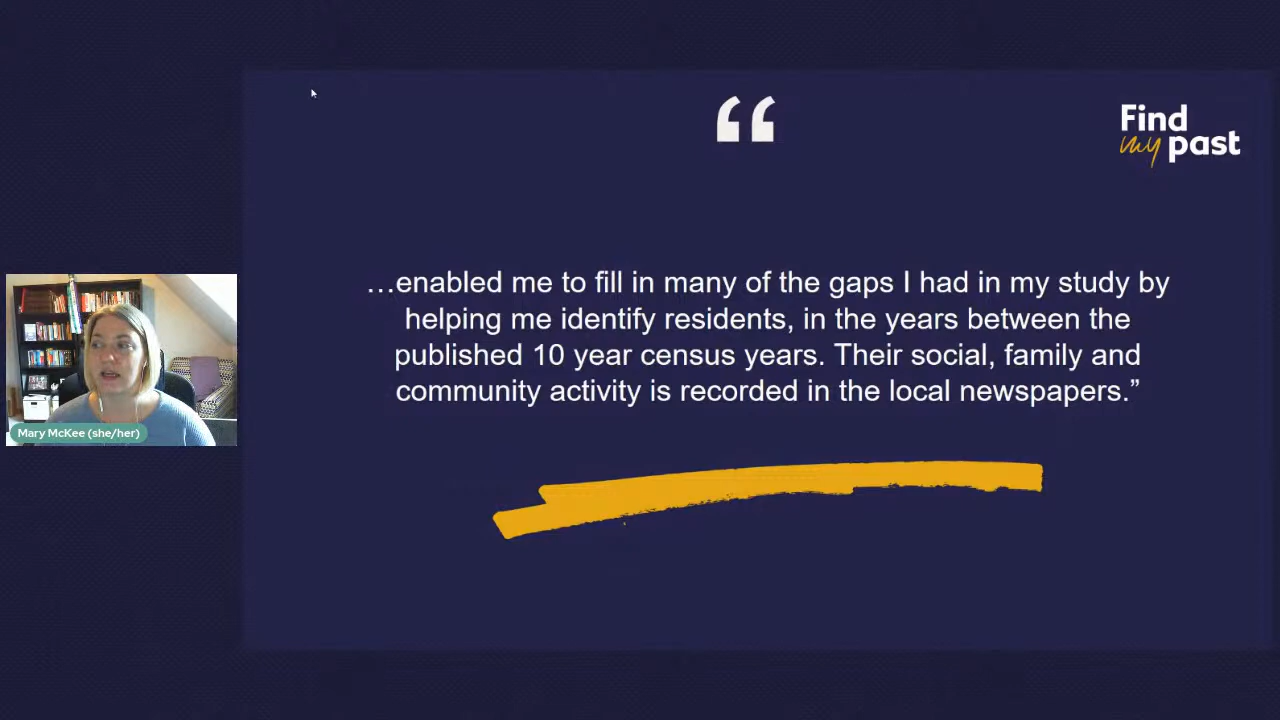 “
Find
my past
…enabled me to fill in many of the gaps I had in my study by
helping me identify residents, in the years between the
published 10 year census years. Their social, family and
community activity is recorded in the local newspapers.”
Mary McKee (she/her)